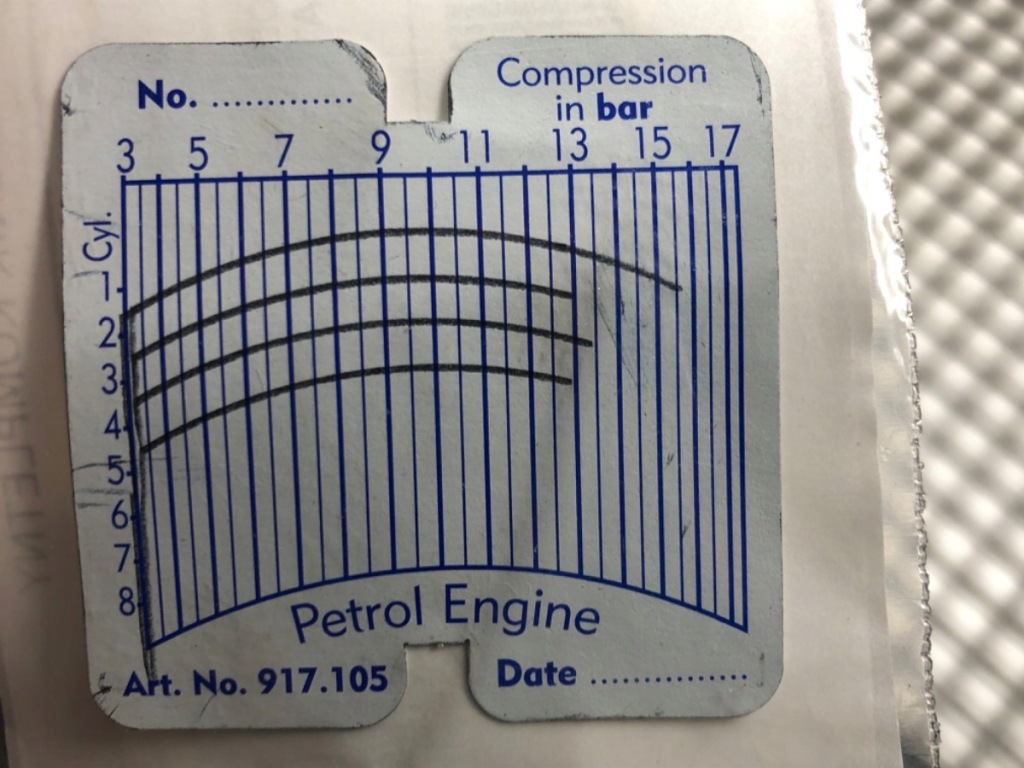 No. .............
Compression
in bar
3 5 7 9 11 13 15 17
Cyl.
1
2
3
4
5
6
7
8
Petrol Engine
Art. No. 917.105
Date ...............